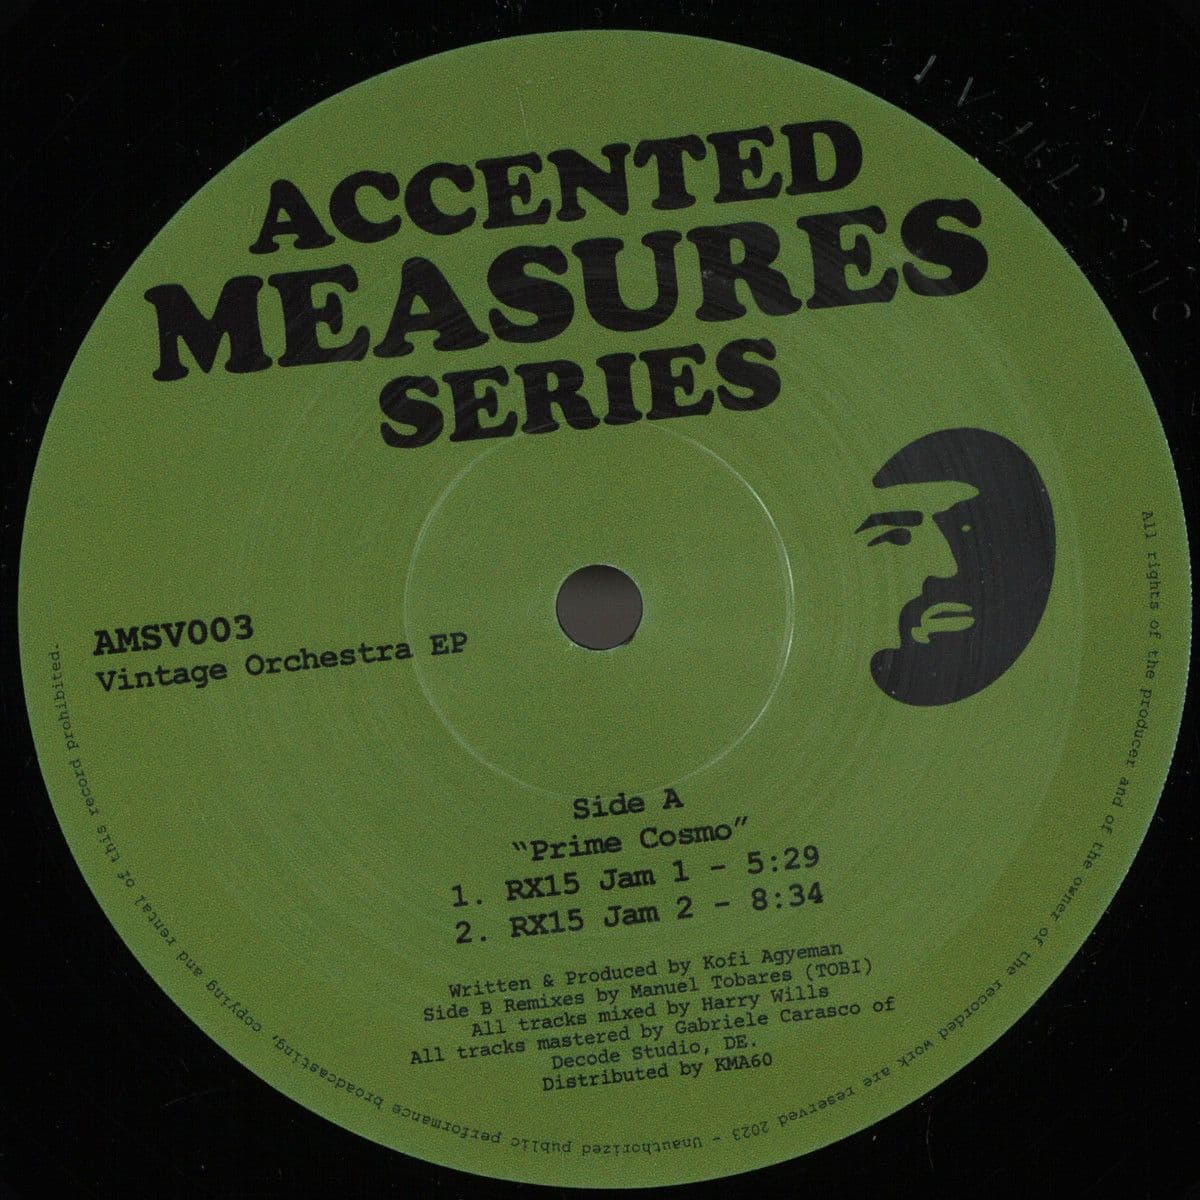 ACCENTED
MEASURES
SERIES
AMSV003
Vintage Orchestra EP
Side A
“Prime Cosmo”
1. RX15 Jam 1 - 5:29
2. RX15 Jam 2 - 8:34
Written & Produced by Kofi Agyeman
Side B Remixes by Manuel Tobares (TOBI)
All tracks mixed by Harry Wills
All tracks mastered by Gabriele Carasco of
Decode Studio, DE.
Distributed by KMA60
All rights of the producer and of the owner of the recorded work are reserved 2023 - Unauthorized public performance broadcasting, copying and rental of this record prohibited.